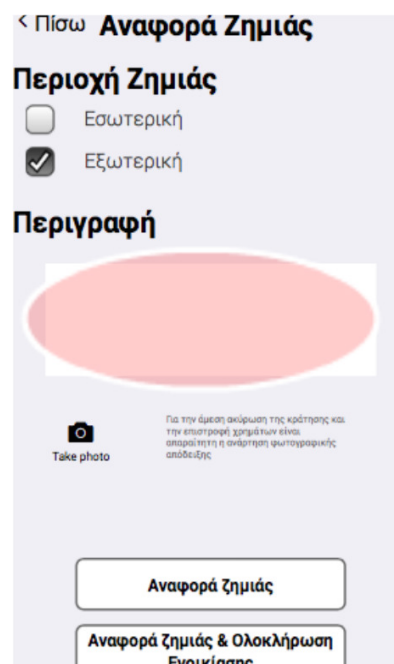 < Πίσω Αναφορά Ζημιάς
Περιοχή Ζημιάς
Εσωτερική
Εξωτερική
Περιγραφή
Για την άμεση ακύρωση της κράτησης και
την επιστροφή χρημάτων είναι
απαραίτητη η ανάρτηση φωτογραφικής
απόδειξης
Take photo
Αναφορά ζημιάς
Αναφορά ζημιάς & Ολοκλήρωση
Ενοικίασης